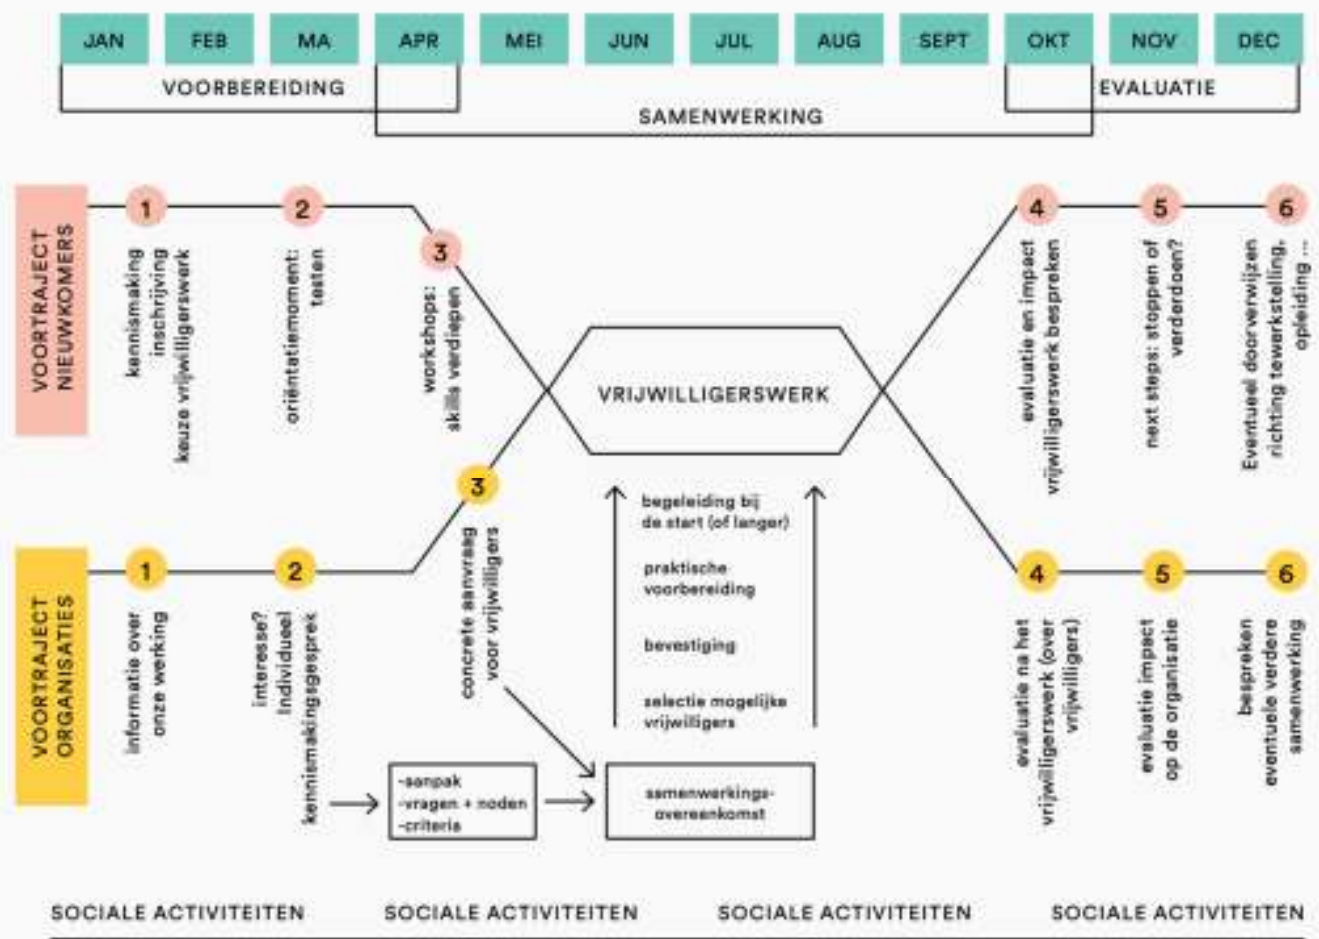 JAN FEB MA APR MEI JUN JUL AUG SEPT OKT NOV DEC
VOORBEREIDING
EVALUATIE
SAMENWERKING
VOORTRAJECT
NIEUWKOMERS
1
kennismaking
inschrijving
keuze vrijwilligerswerk
2
oriëntatiemoment:
testen
3
workshops:
skills verdiepen
VRIJWILLIGERSWERK
4
evaluatie en impact
vrijwilligerswerk bespreken
5
next steps: stoppen of
verderdoen?
6
Eventueel doorverwijzen
richting tewerkstelling,
opleiding ...
VOORTRAJECT
ORGANISATIES
1
informatie over
onze werking
2
interesse?
Individueel
kennismakingsgesprek
3
concrete aanvraag
voor vrijwilligers
begeleiding bij
de start (of langer)
praktische
voorbereiding
bevestiging
selectie mogelijke
vrijwilligers
-aanpak
-vragen + noden
-criteria
samenwerkings-
overeenkomst
4
evaluatie na het
vrijwilligerswerk (over
vrijwilligers)
5
evaluatie impact
op de organisatie
6
bespreken
eventuele verdere
samenwerking
SOCIALE ACTIVITEITEN SOCIALE ACTIVITEITEN SOCIALE ACTIVITEITEN SOCIALE ACTIVITEITEN